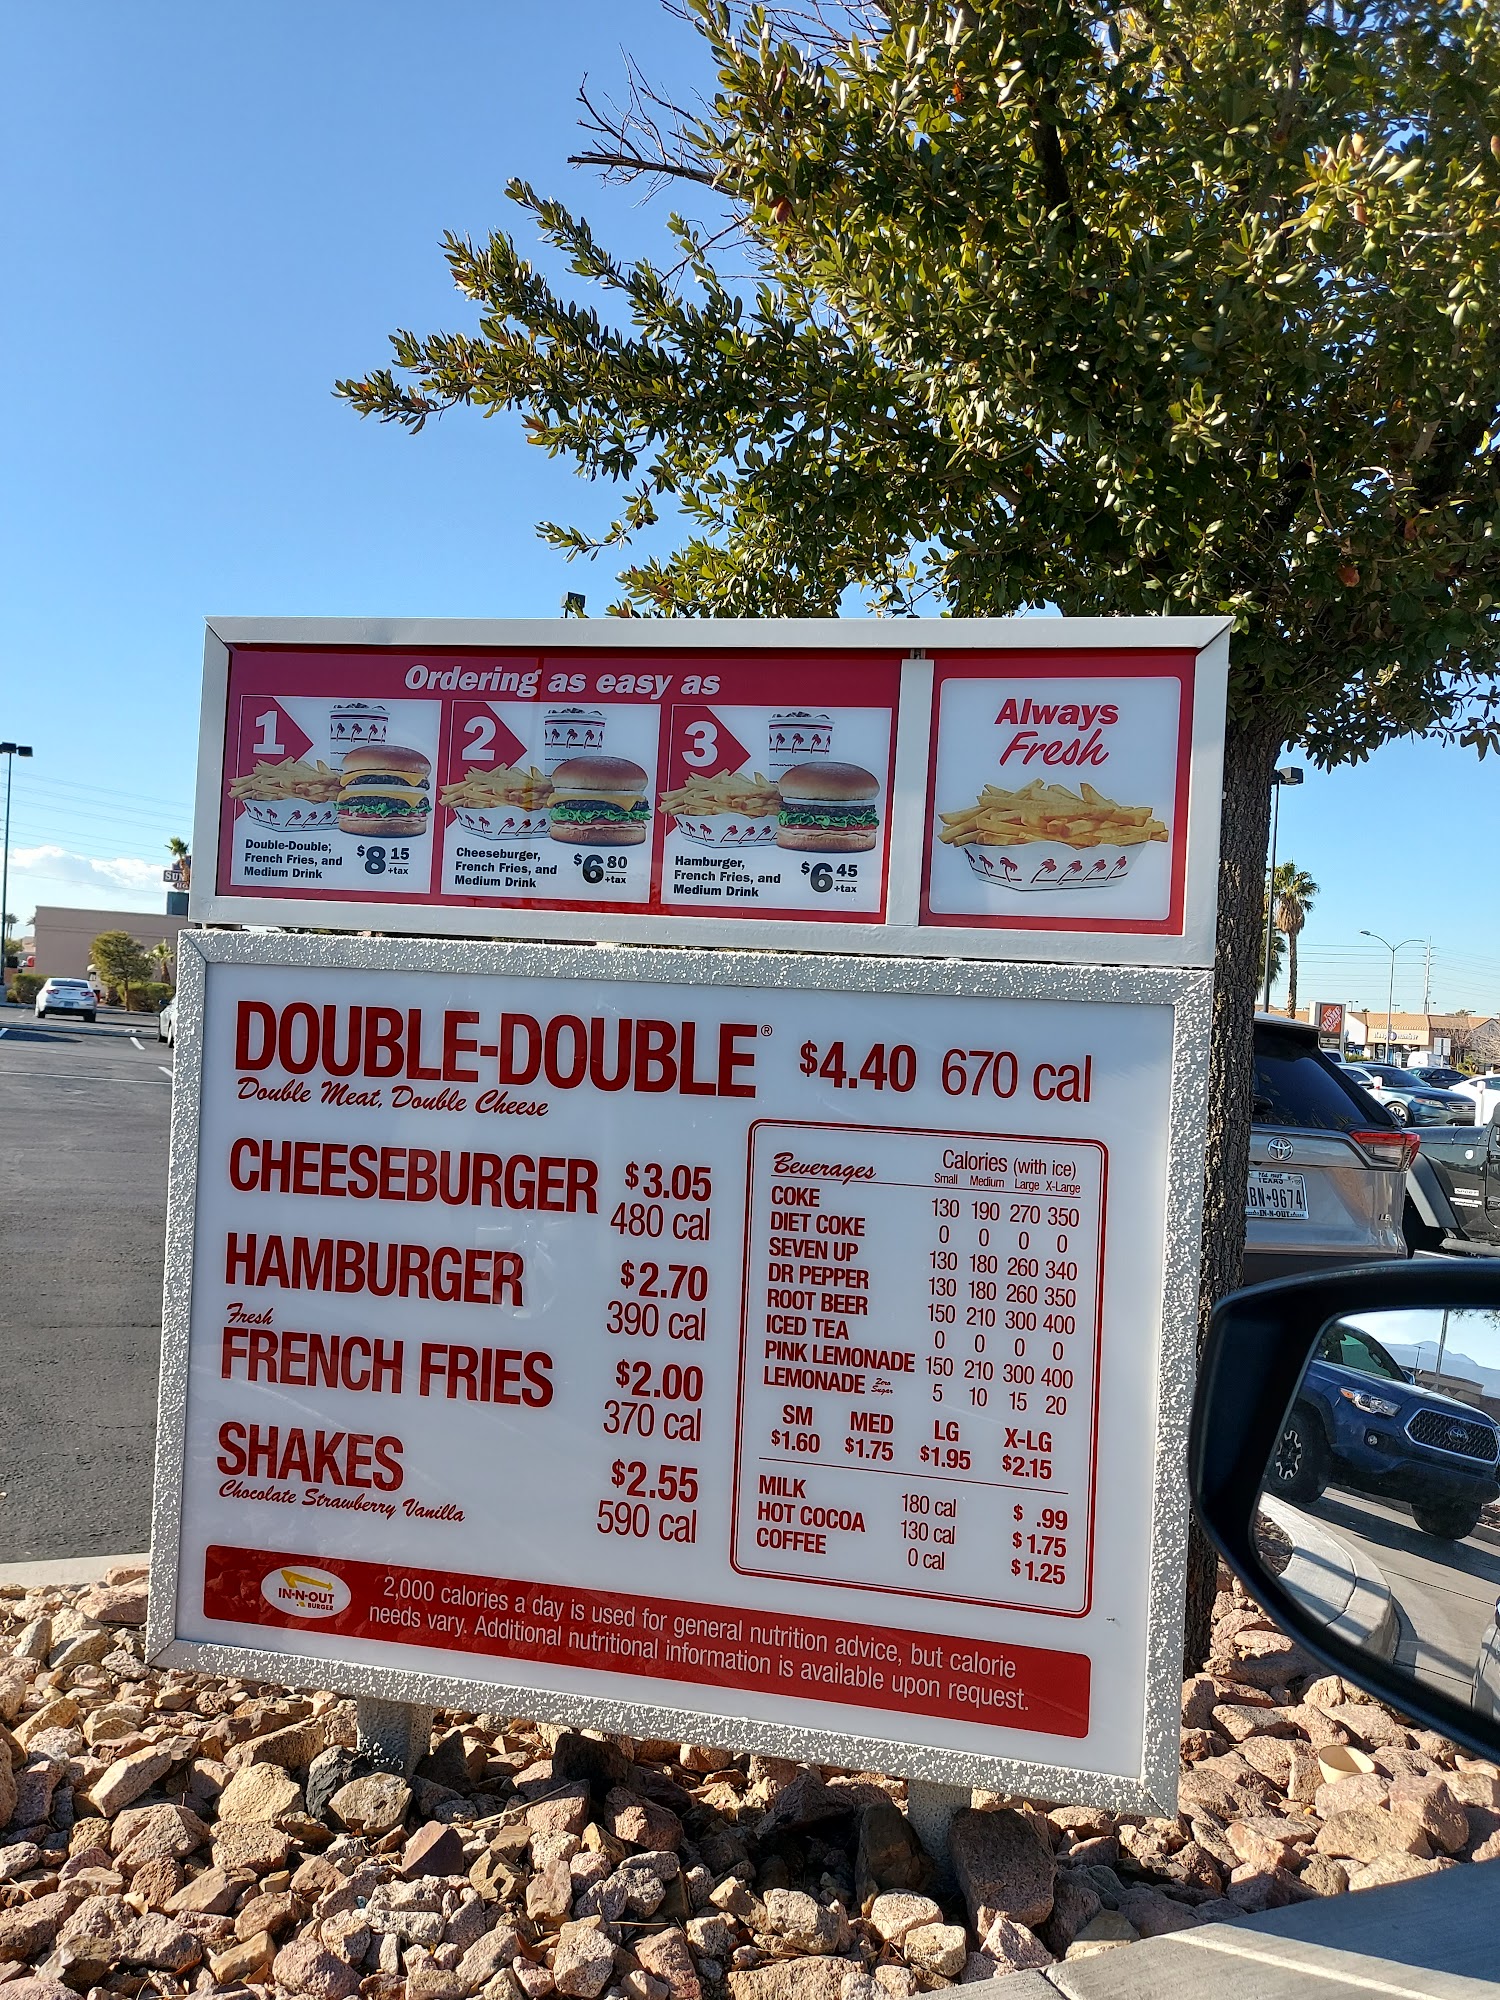 Ordering as easy as
1
Double-Double,
French Fries, and
Medium Drink
$8 15
+tax
2
Cheeseburger,
French Fries, and
Medium Drink
$6 80
+tax
3
Hamburger,
French Fries, and
Medium Drink
$6 45
+tax
Always
Fresh
DOUBLE-DOUBLE® $4.40 670 cal
Double Meat, Double Cheese
CHEESEBURGER $3.05
480 cal
HAMBURGER $2.70
390 cal
Fresh
FRENCH FRIES $2.00
370 cal
SHAKES $2.55
Chocolate Strawberry Vanilla 590 cal
Beverages Calories (with ice)
Small Medium Large X-Large
COKE 130 190 270 350
DIET COKE 0 0 0 0
SEVEN UP 130 180 260 340
DR PEPPER 130 180 260 350
ROOT BEER 150 210 300 400
ICED TEA 0 0 0 0
PINK LEMONADE 150 210 300 400
LEMONADE Zero Sugar 5 10 15 20
SM MED LG X-LG
$1.60 $1.75 $1.95 $2.15
MILK 180 cal $ .99
HOT COCOA 130 cal $1.75
COFFEE 0 cal $1.25
IN-N-OUT
BURGER
2,000 calories a day is used for general nutrition advice, but calorie
needs vary. Additional nutritional information is available upon request.
TEXAS
BN 9674
IN-N-OUT
THE HOME
SUN